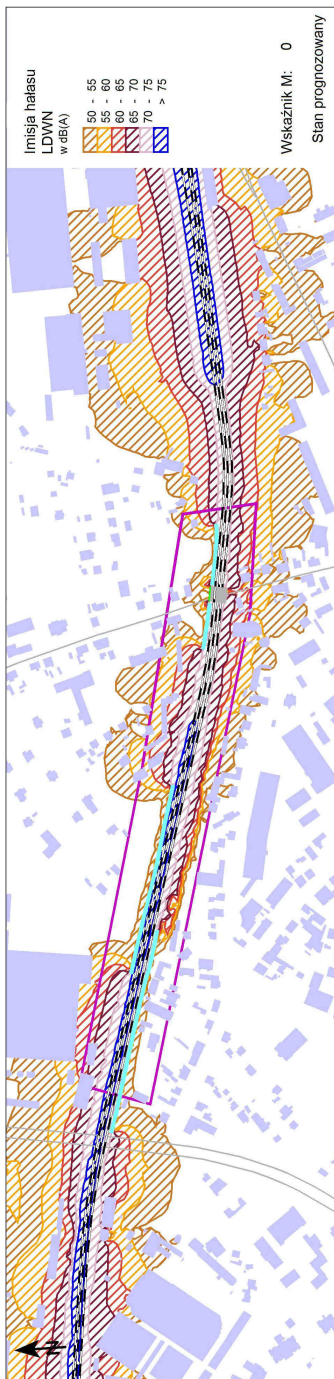 Imisja hałasu
LDWN
w dB(A)
50 - 55
55 - 60
60 - 65
65 - 70
70 - 75
> 75
Wskaźnik M: 0
Stan prognozowany
N